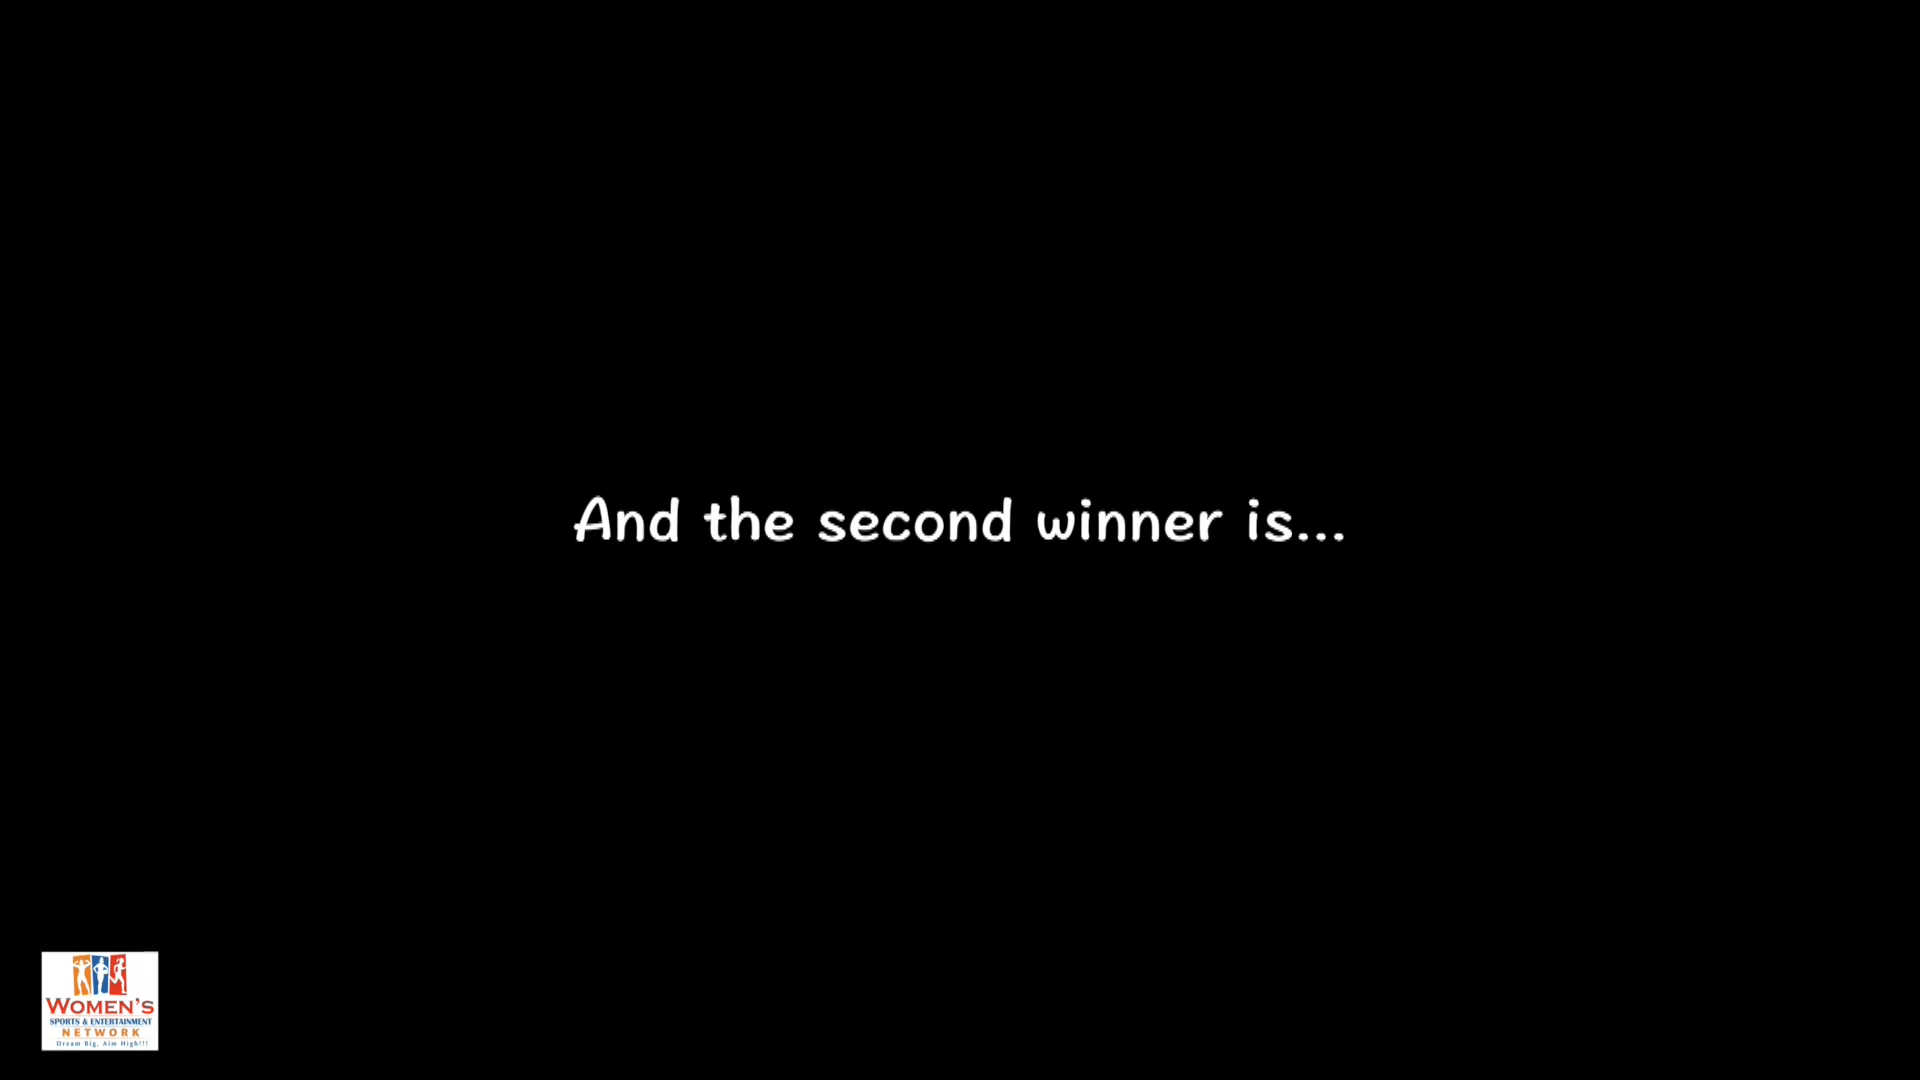 And the second winner is...
WOMEN'S
SPORTS & ENTERTAINMENT
NETWORK
Dream Big, Aim High!!!